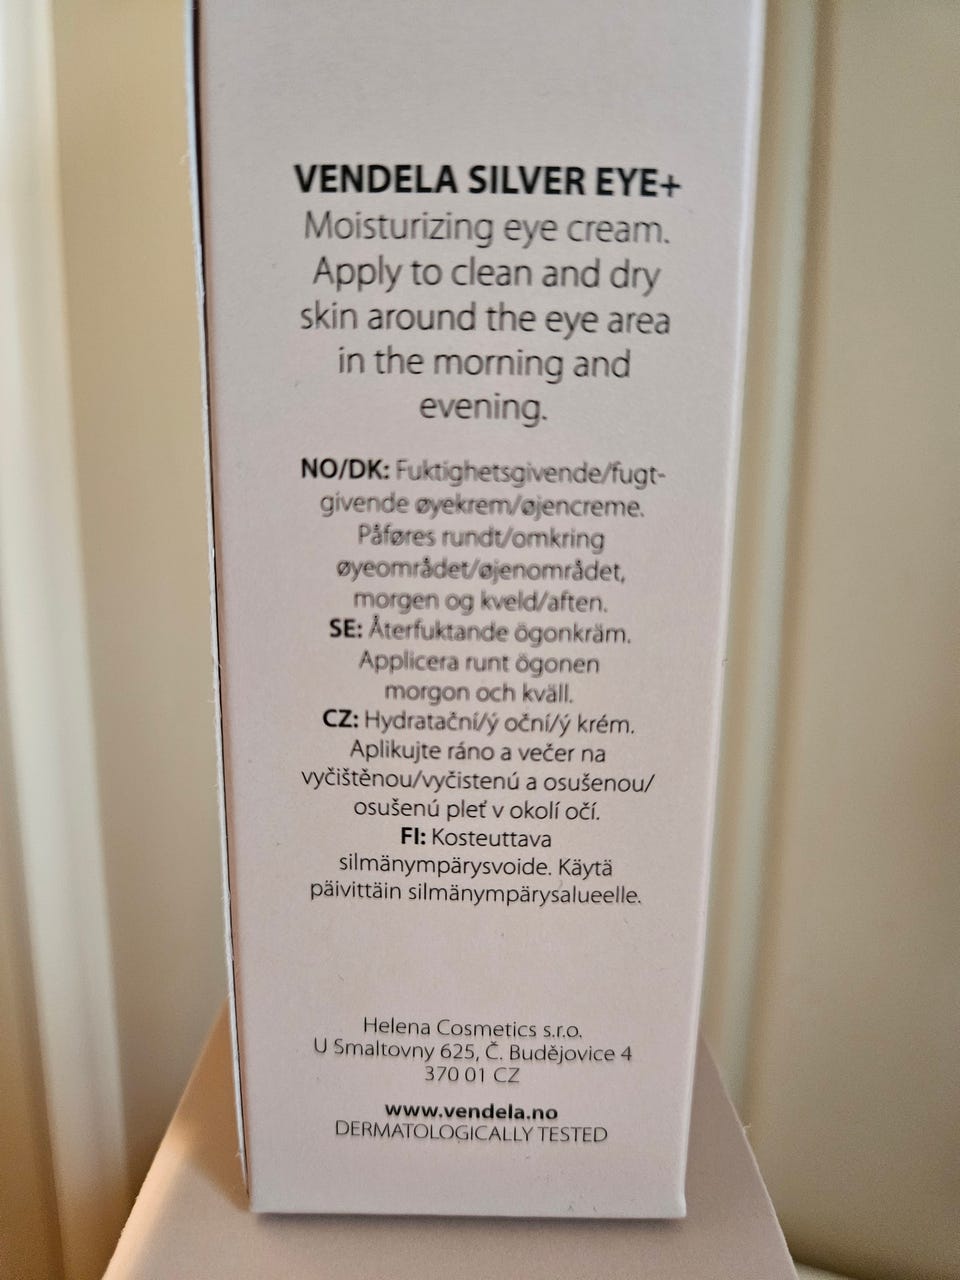 VENDELA SILVER EYE+
Moisturizing eye cream.
Apply to clean and dry
skin around the eye area
in the morning and
evening.
NO/DK: Fuktighetsgivende/fugt-
givende øyekrem/øjencreme.
Påføres rundt/omkring
øyeområdet/øjenområdet,
morgen og kveld/aften.
SE: Återfuktande ögonkräm.
Applicera runt ögonen
morgon och kväll.
CZ: Hydratační/ý oční/ý krém.
Aplikujte ráno a večer na
vyčištěnou/vyčistenú a osušenou/
osušenú pleť v okolí očí.
FI: Kosteuttava
silmänympärysvoide. Käytä
päivittäin silmänympärysalueelle.
Helena Cosmetics s.r.o.
U Smaltovny 625, Č. Budějovice 4
370 01 CZ
www.vendela.no
DERMATOLOGICALLY TESTED